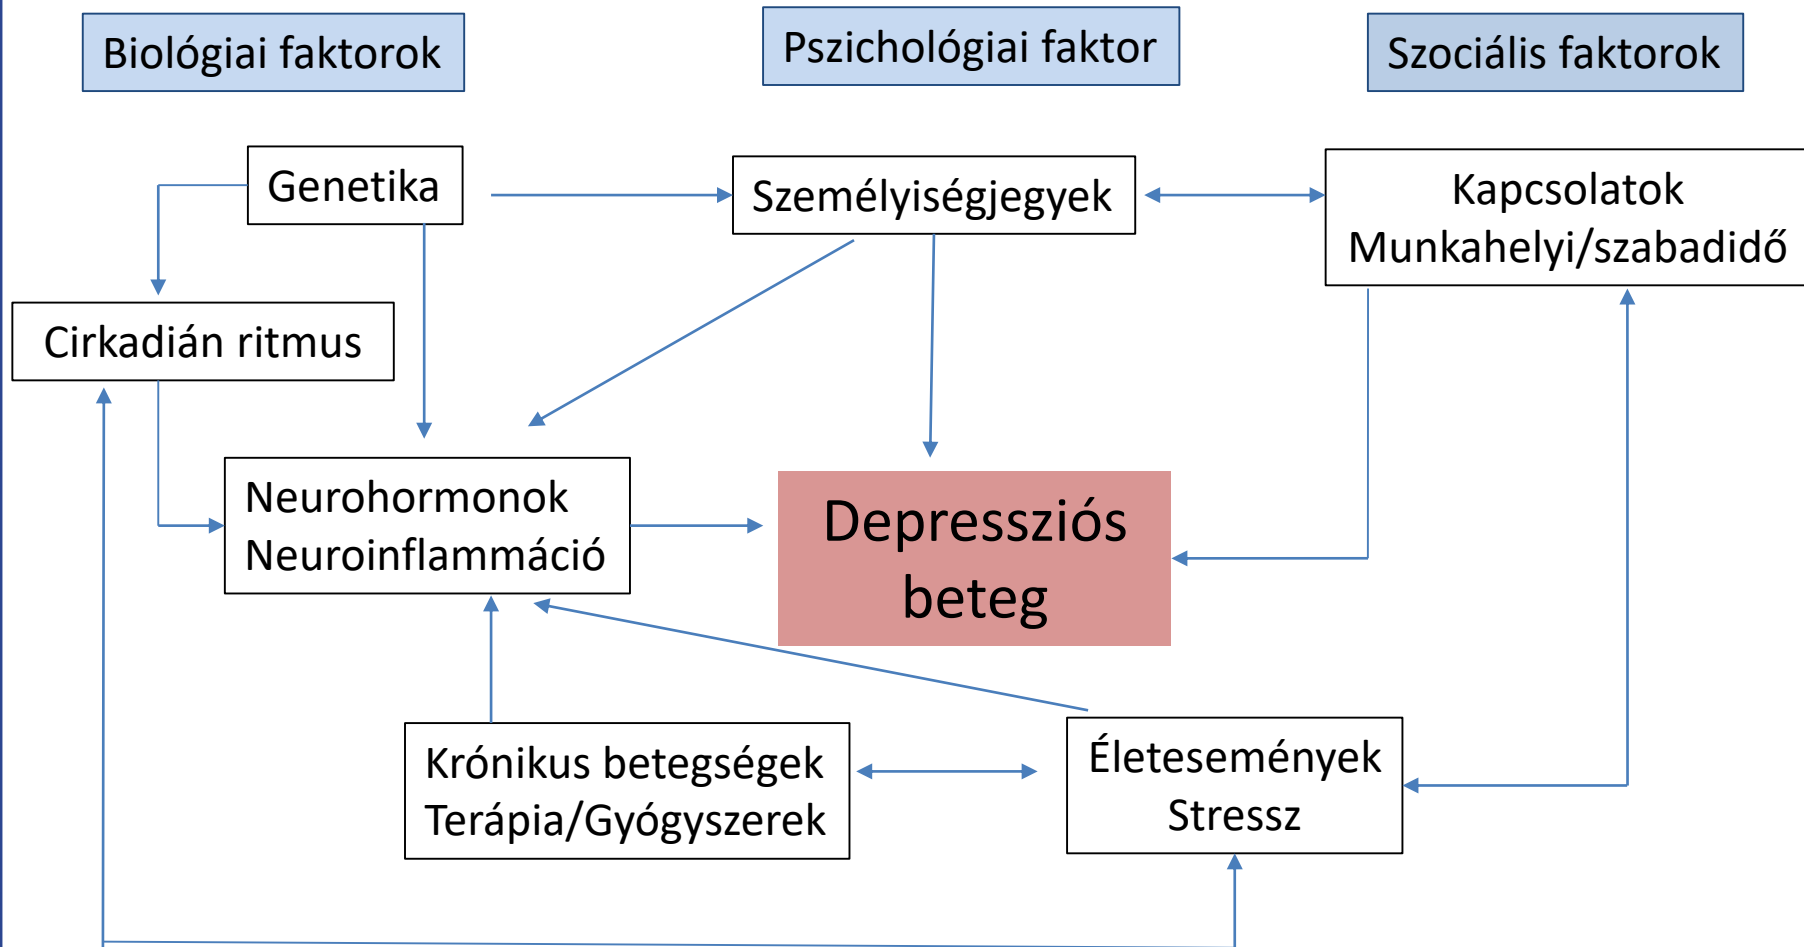 Biológiai faktorok
Pszichológiai faktor
Szociális faktorok
Genetika
Személyiségjegyek
Kapcsolatok
Munkahelyi/szabadidő
Cirkadián ritmus
Neurohormonok
Neuroinflammáció
Depressziós
beteg
Krónikus betegségek
Terápia/Gyógyszerek
Életesemények
Stressz